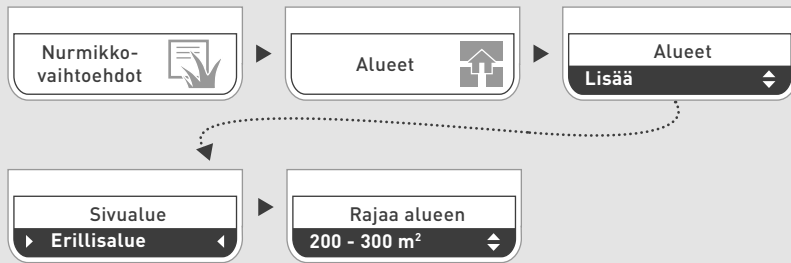 Nurmikko-
vaihtoehdot
Alueet
Alueet
Lisää
Sivualue
Erillisalue
Rajaa alueen
200 - 300 m²